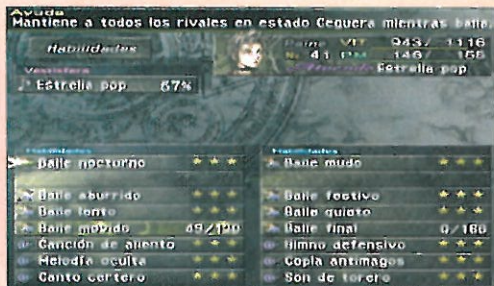 Ayuda
Mantiene a todos los rivales en estado Ceguera mientras baila.
Habilidades
Paine VIT 943/ 1116
Nv 41 PM 146/ 156
Estrella pop
Vestisfera
Estrella pop 67%
Habilidades
Habilidades
Baile nocturno ★★★
Baile mudo ★★★
Baile aburrido ★★★
Baile festivo ★★★
Baile lento ★★★
Baile quieto ★★★
Baile movido 49/120
Baile final 0/160
Canción de aliento ★★
Himno defensivo ★★★
Melodía oculta ★★★
Copla antimagos ★★★
Canto certero ★★★
Son de torero ★★★